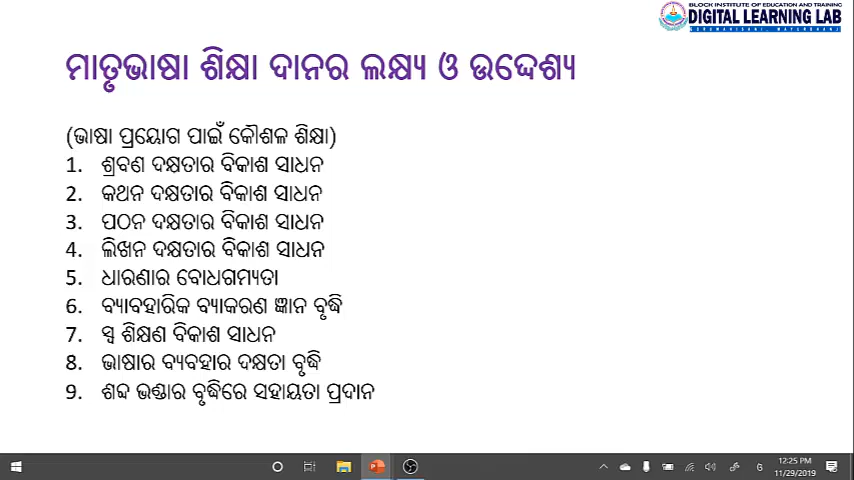 BLOCK INSTITUTE OF EDUCATION AND TRAINING
DIGITAL LEARNING LAB
ମାତୃଭାଷା ଶିକ୍ଷା ଦାନର ଲକ୍ଷ୍ୟ ଓ ଉଦ୍ଦେଶ୍ୟ
(ଭାଷା ପ୍ରୟୋଗ ପାଇଁ କୌଶଳ ଶିକ୍ଷା)
1. ଶ୍ରବଣ ଦକ୍ଷତାର ବିକାଶ ସାଧନ
2. କଥନ ଦକ୍ଷତାର ବିକାଶ ସାଧନ
3. ପଠନ ଦକ୍ଷତାର ବିକାଶ ସାଧନ
4. ଲିଖନ ଦକ୍ଷତାର ବିକାଶ ସାଧନ
5. ଧାରଣାର ବୋଧଗମ୍ୟତା
6. ବ୍ୟାବହାରିକ ବ୍ୟାକରଣ ଜ୍ଞାନ ବୃଦ୍ଧି
7. ସ୍ୱ ଶିକ୍ଷଣ ବିକାଶ ସାଧନ
8. ଭାଷାର ବ୍ୟବହାର ଦକ୍ଷତା ବୃଦ୍ଧି
9. ଶବ୍ଦ ଭଣ୍ଡାର ବୃଦ୍ଧିରେ ସହାୟତା ପ୍ରଦାନ
12:25 PM
11/29/2019